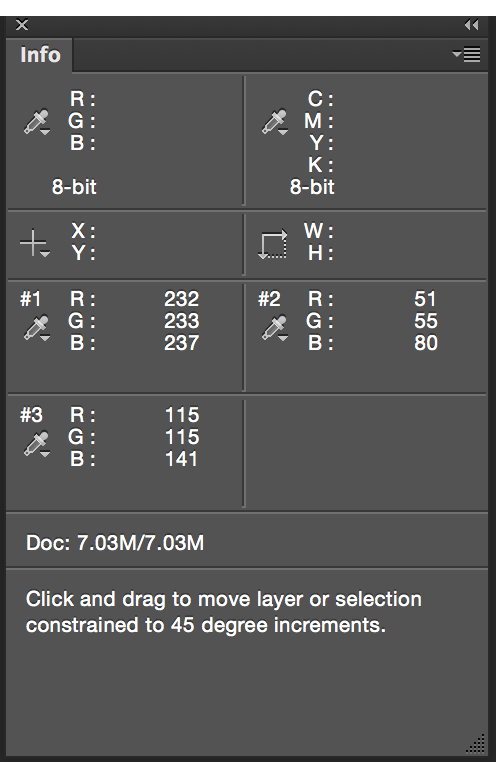 Info
R :
G :
B :
8-bit
C :
M :
Y :
K :
8-bit
X :
Y :
W :
H :
#1 R : 232
G : 233
B : 237
#2 R : 51
G : 55
B : 80
#3 R : 115
G : 115
B : 141
Doc: 7.03M/7.03M
Click and drag to move layer or selection
constrained to 45 degree increments.